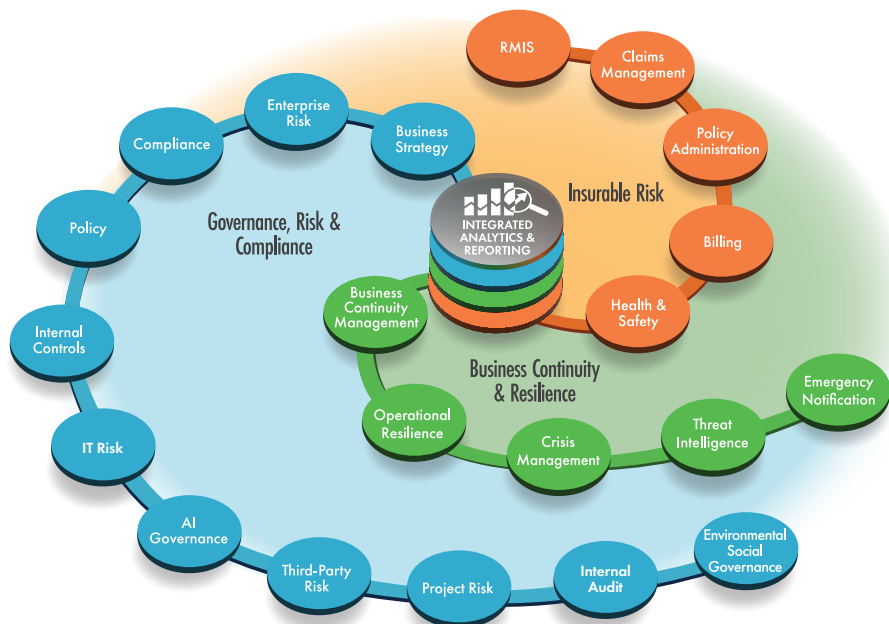 RMIS
Claims
Management
Enterprise
Risk
Business
Strategy
Compliance
Policy
Administration
Insurable Risk
Governance, Risk &
Compliance
INTEGRATED
ANALYTICS &
REPORTING
Policy
Billing
Business
Continuity
Management
Health &
Safety
Internal
Controls
Business Continuity
& Resilience
Emergency
Notification
Operational
Resilience
Threat
Intelligence
Crisis
Management
IT Risk
AI
Governance
Environmental
Social
Governance
Third-Party
Risk
Project Risk
Internal
Audit